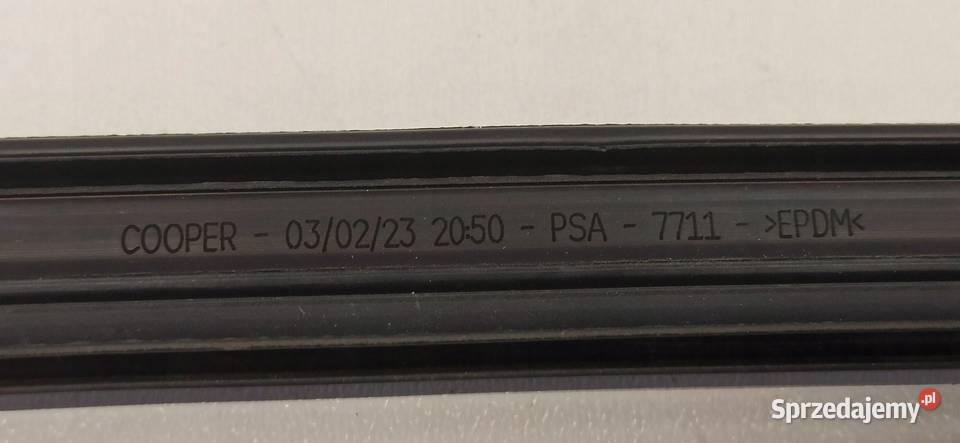 COOPER - 03/02/23 20:50 - PSA - 7711 - >EPDM<
Sprzedajemy.pl